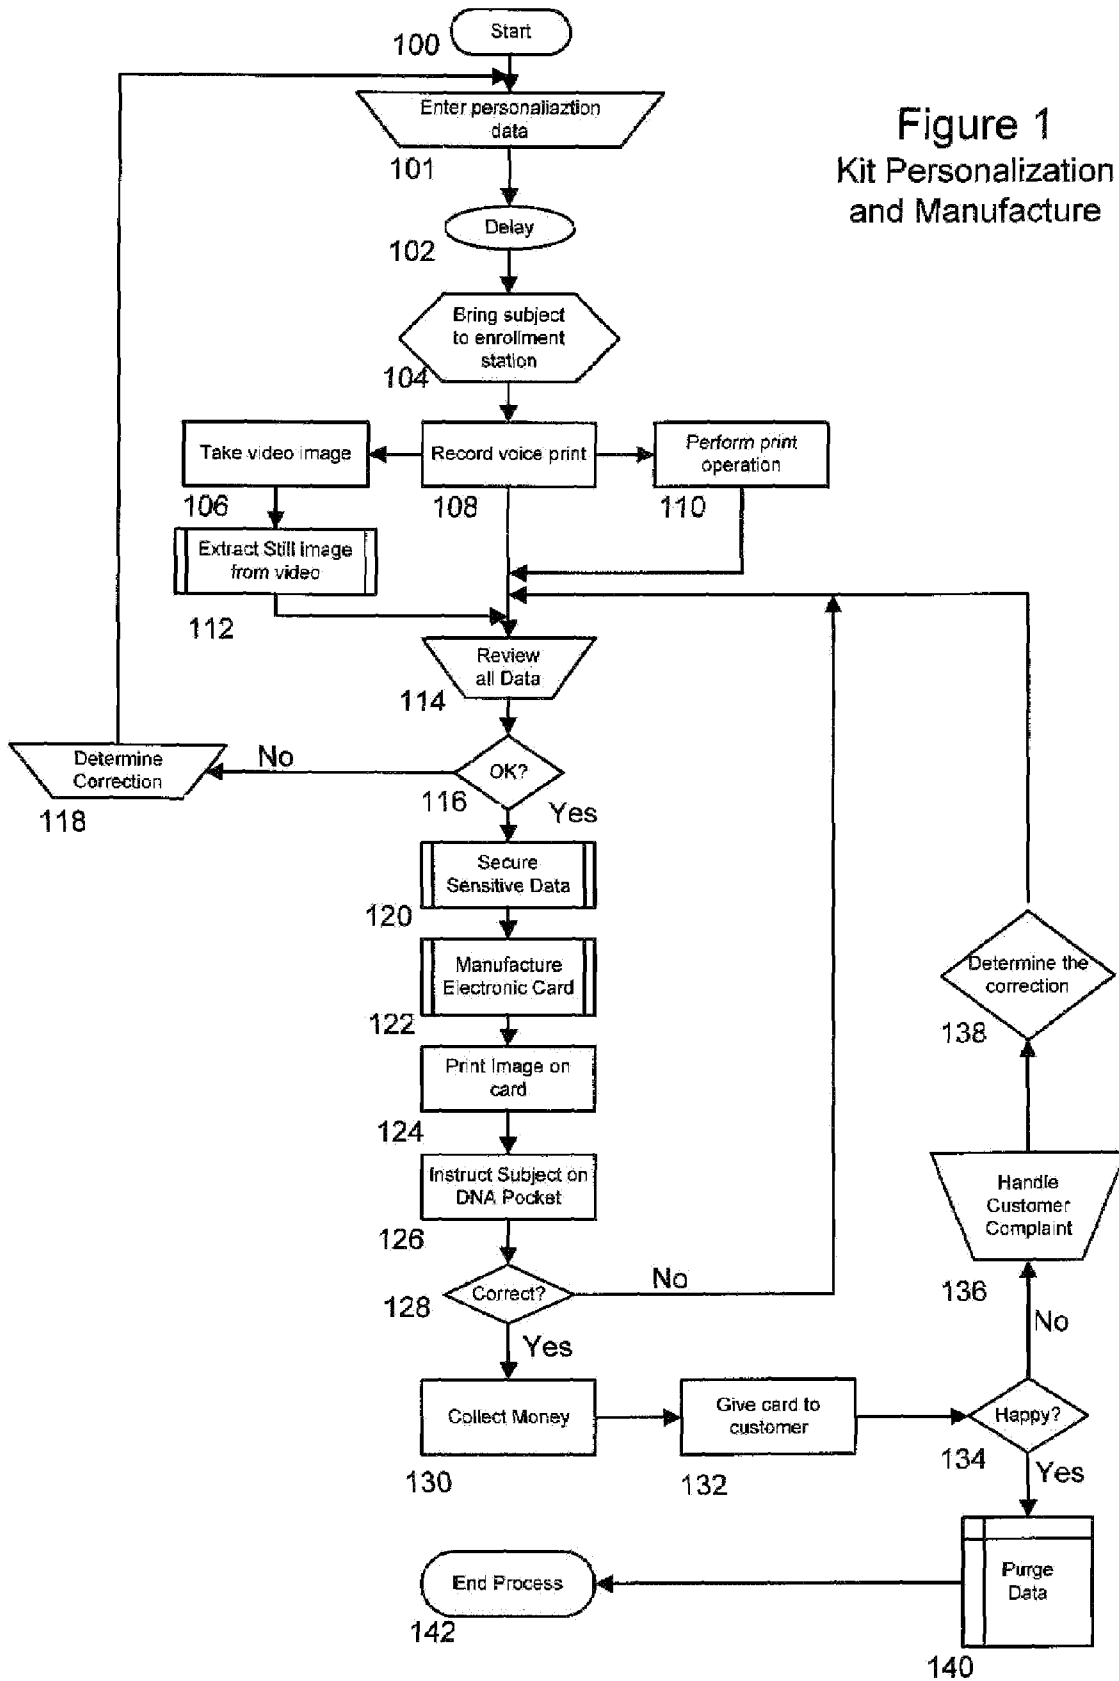 Start
100
Enter personaliaztion
data
101
Figure 1
Kit Personalization
and Manufacture
Delay
102
Bring subject
to enrollment
station
104
Take video image
106
Record voice print
108
Perform print
operation
110
Extract Still image
from video
112
Review
all Data
114
OK?
116
No
Yes
Determine
Correction
118
Secure
Sensitive Data
120
Manufacture
Electronic Card
122
Print Image on
card
124
Instruct Subject on
DNA Pocket
126
Correct?
128
No
Yes
Determine the
correction
138
Handle
Customer
Complaint
136
No
Collect Money
130
Give card to
customer
132
Happy?
134
Yes
Purge
Data
140
End Process
142